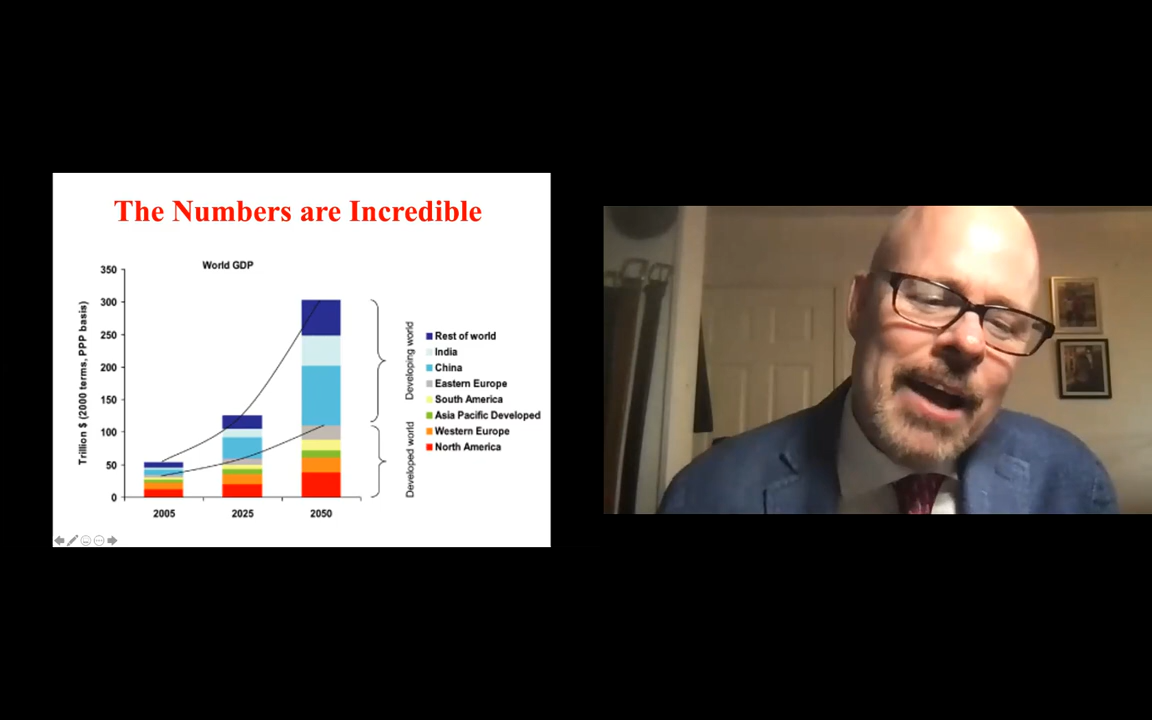 The Numbers are Incredible
World GDP
350
300
250
200
150
100
50
0
Trillion $ (2000 terms, PPP basis)
2005
2025
2050
Developing world
Developed world
Rest of world
India
China
Eastern Europe
South America
Asia Pacific Developed
Western Europe
North America